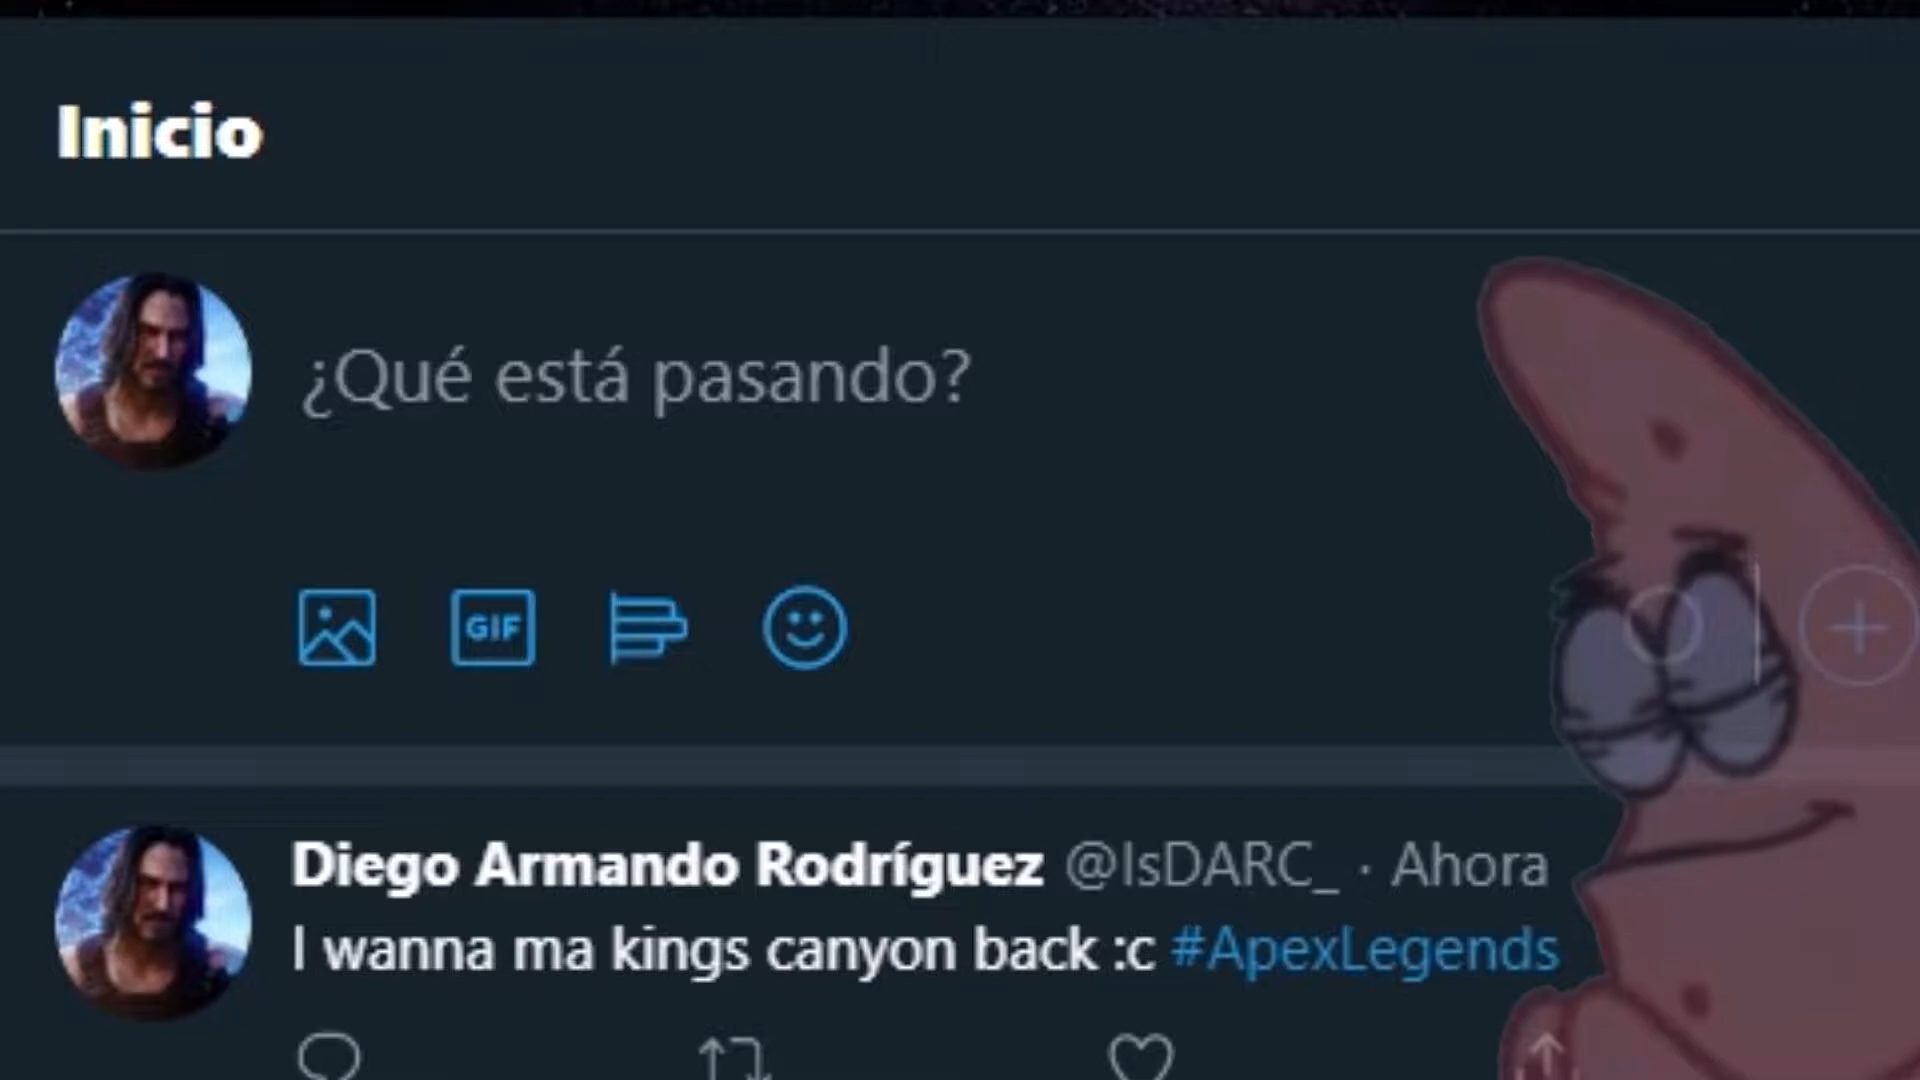 Inicio
¿Qué está pasando?
GIF
Diego Armando Rodríguez @IsDARC_ · Ahora
I wanna ma kings canyon back :c #ApexLegends